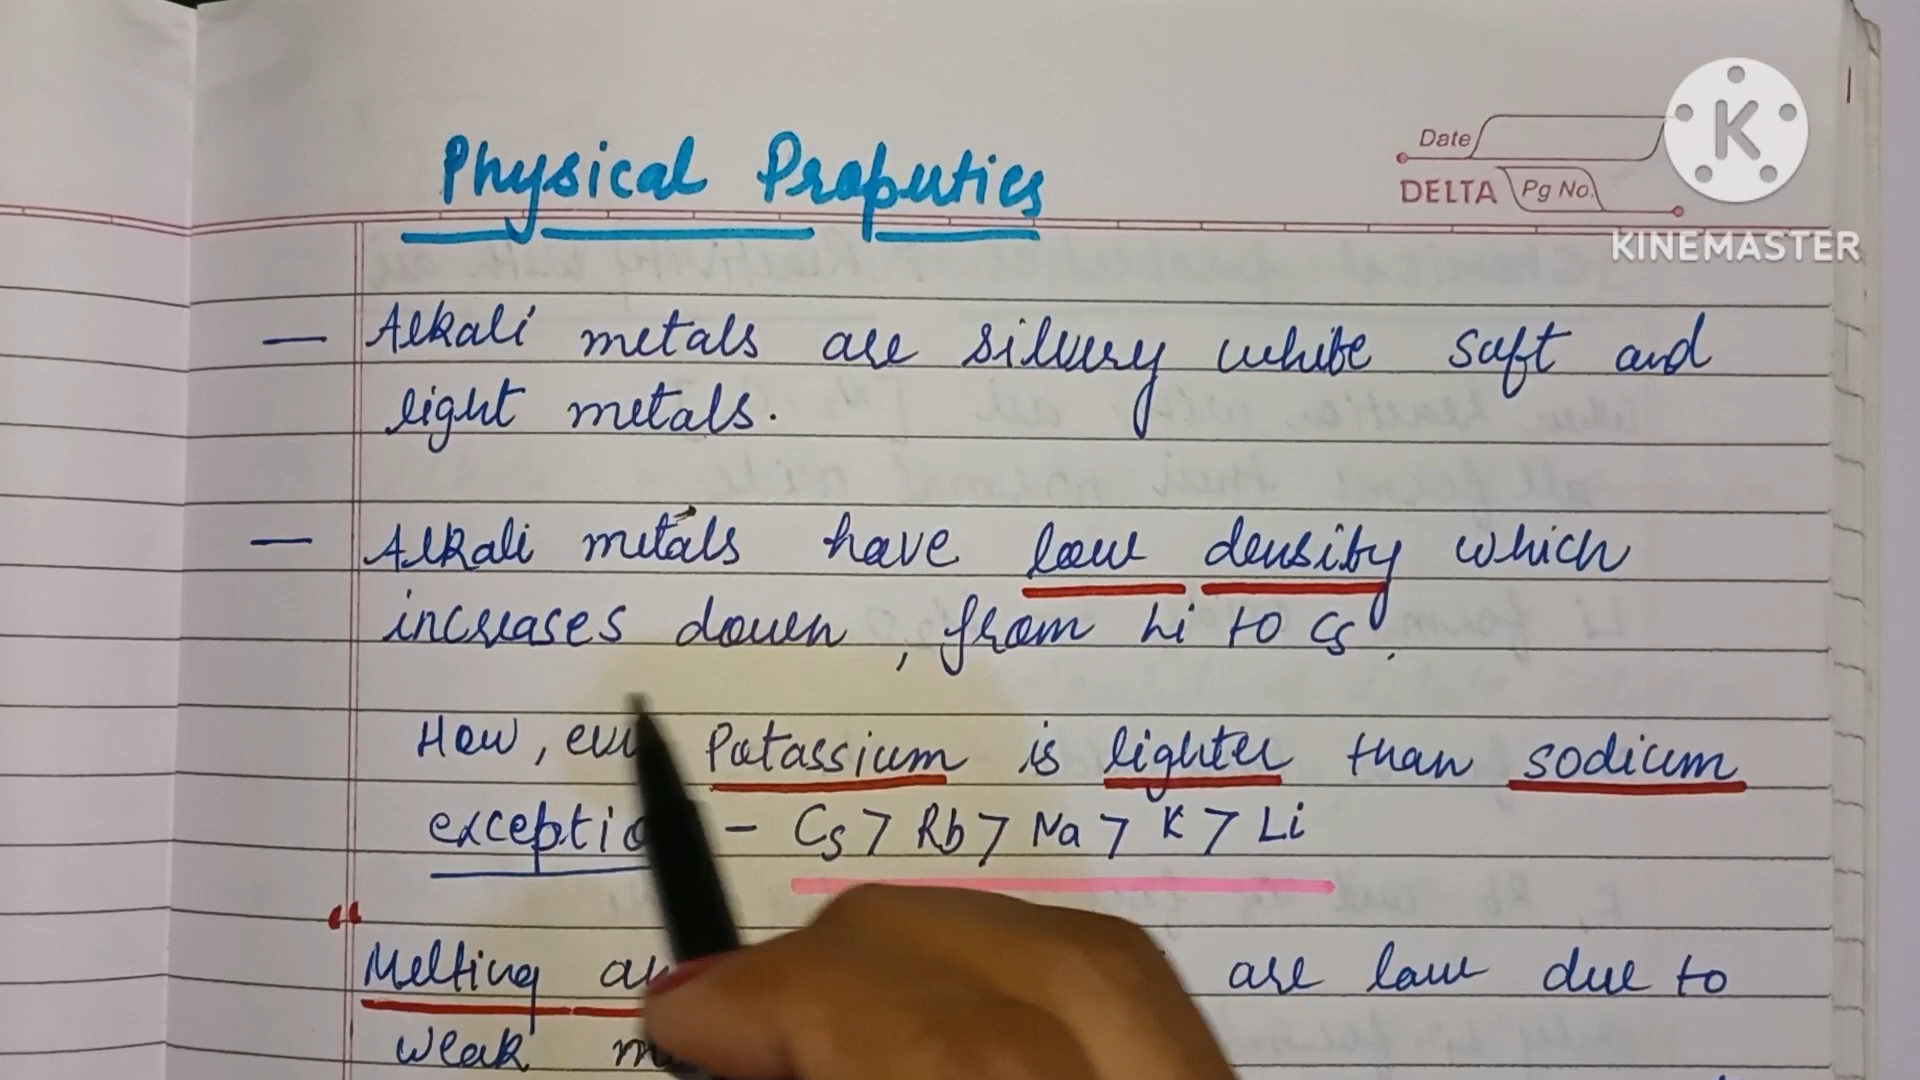 Date
DELTA Pg No.
KINEMASTER
Physical Properties
— Alkali metals are silvery white soft and
light metals.
— Alkali metals have low density which
increases down, from Li to Cs.
How, ever Potassium is lighter than sodium
exception - Cs > Rb > Na > K > Li
Melting are low due to
weak